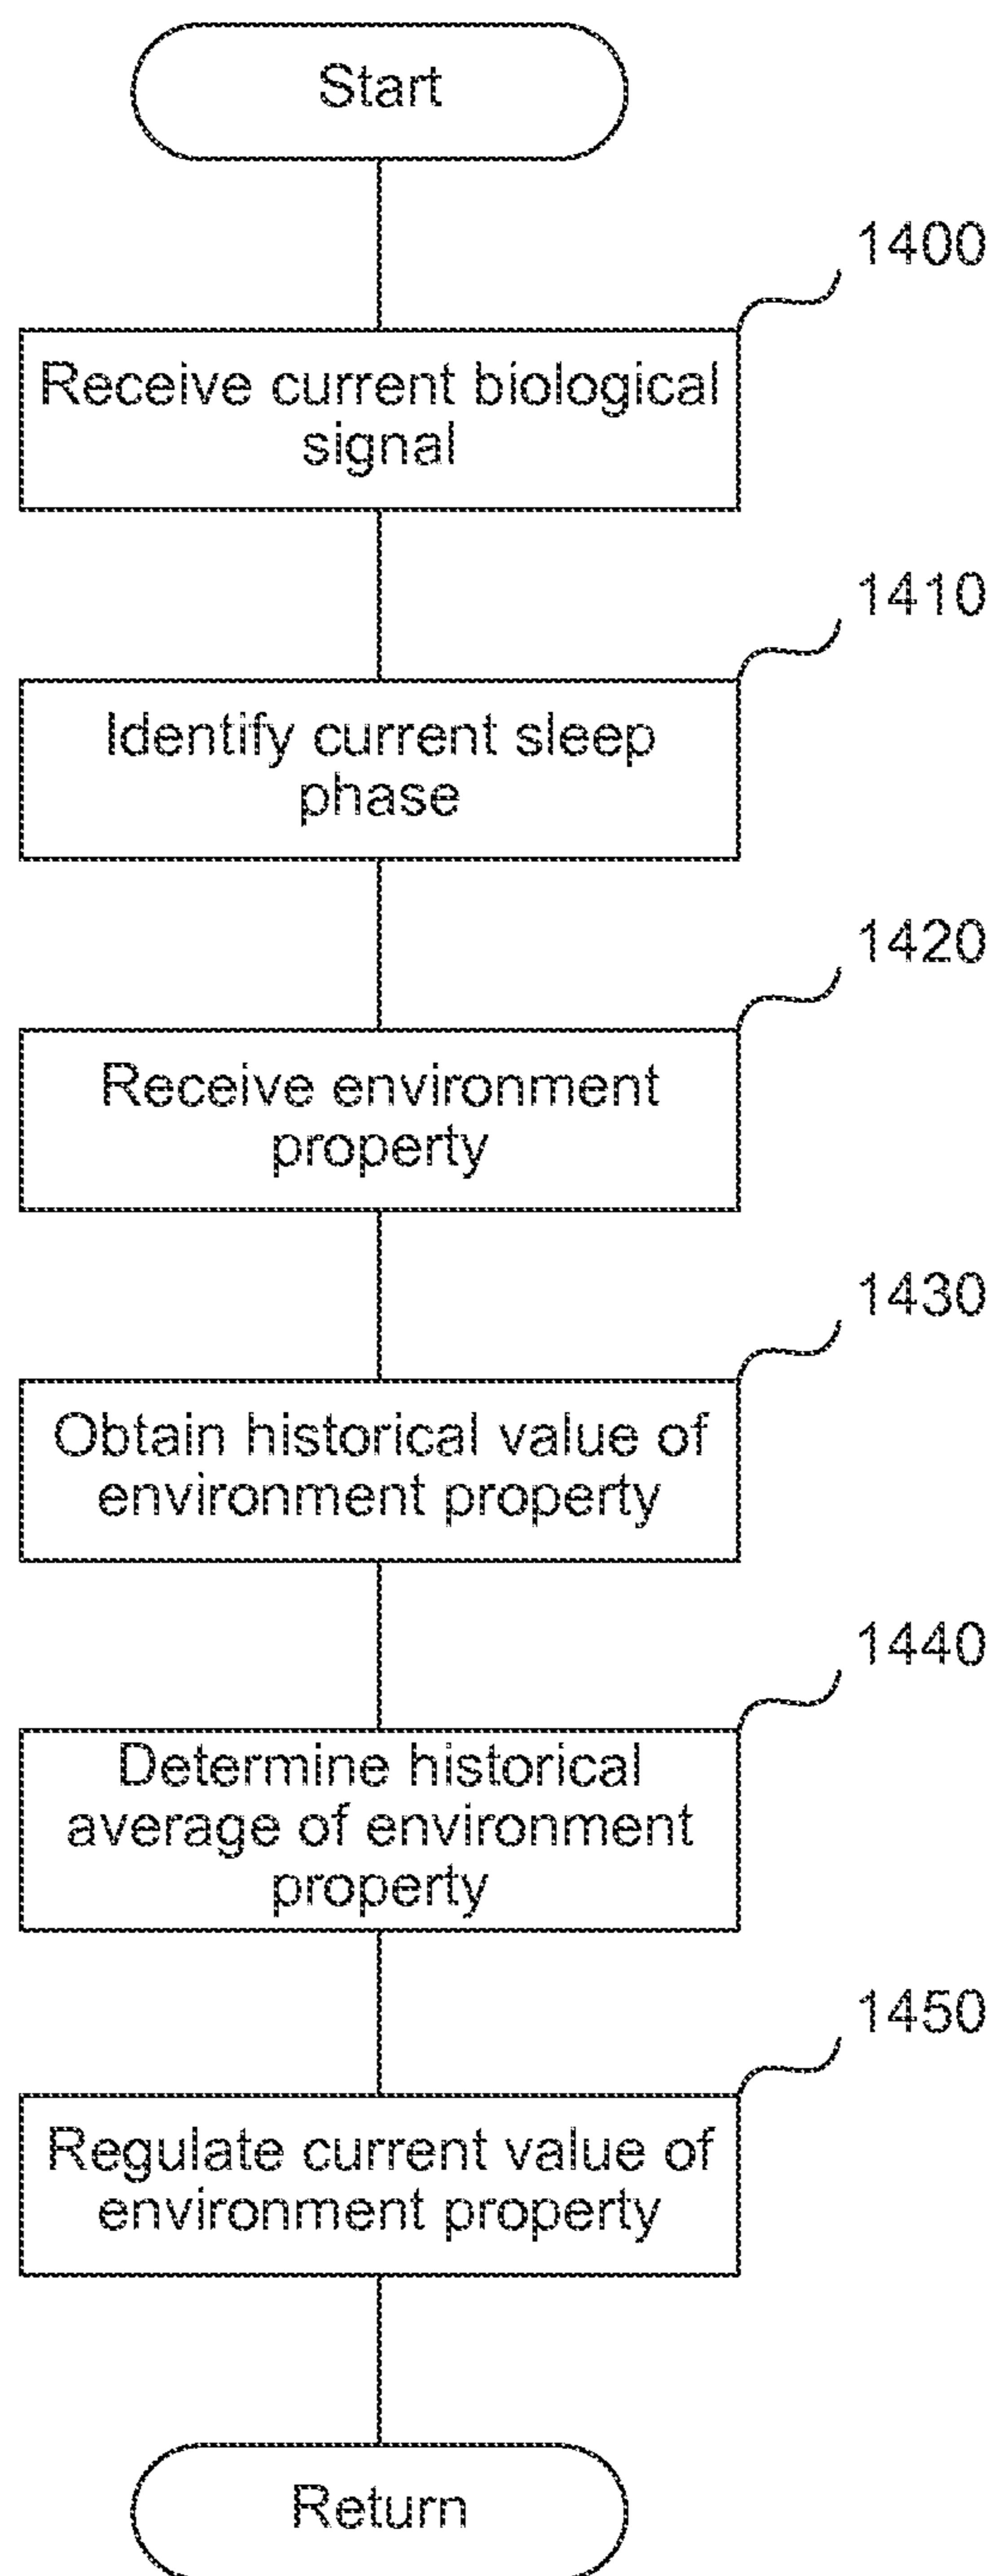 Start
1400
Receive current biological
signal
1410
Identify current sleep
phase
1420
Receive environment
property
1430
Obtain historical value of
environment property
1440
Determine historical
average of environment
property
1450
Regulate current value of
environment property
Return